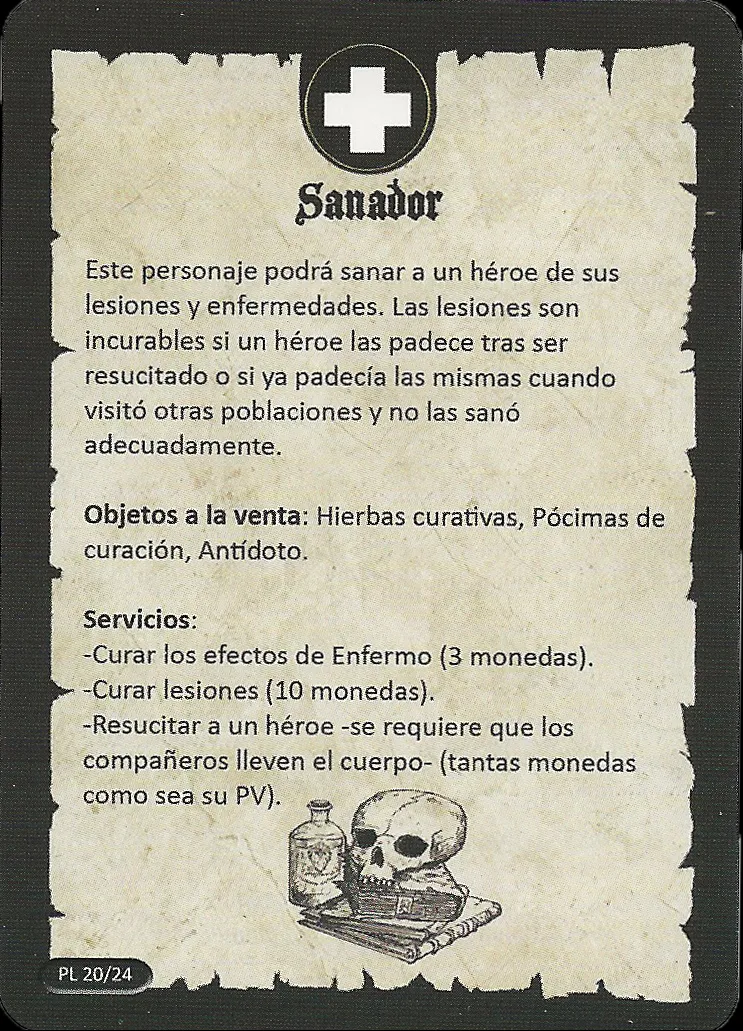 Sanador
Este personaje podrá sanar a un héroe de sus
lesiones y enfermedades. Las lesiones son
incurables si un héroe las padece tras ser
resucitado o si ya padecía las mismas cuando
visitó otras poblaciones y no las sanó
adecuadamente.
Objetos a la venta: Hierbas curativas, Pócimas de
curación, Antídoto.
Servicios:
-Curar los efectos de Enfermo (3 monedas).
-Curar lesiones (10 monedas).
-Resucitar a un héroe -se requiere que los
compañeros lleven el cuerpo- (tantas monedas
como sea su PV).
PL 20/24